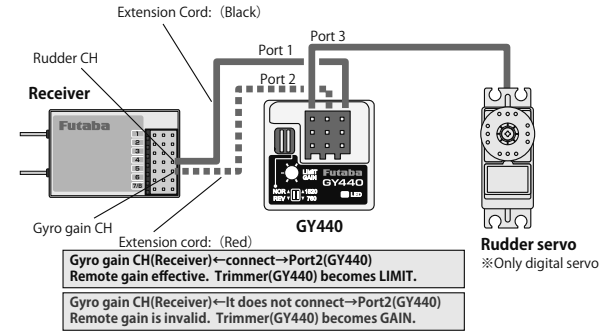 Extension Cord:（Black）
Port 3
Port 1
Rudder CH
Port 2
Receiver
Futaba
1
2
3
4
5
6
7/8
LIMIT
GAIN
Futaba
GY440
NOR 1520
REV 760
LED
Gyro gain CH
GY440
Extension cord:（Red）
Rudder servo
※Only digital servo
Gyro gain CH(Receiver)←connect→Port2(GY440)
Remote gain effective. Trimmer(GY440) becomes LIMIT.
Gyro gain CH(Receiver)←It does not connect→Port2(GY440)
Remote gain is invalid. Trimmer(GY440) becomes GAIN.